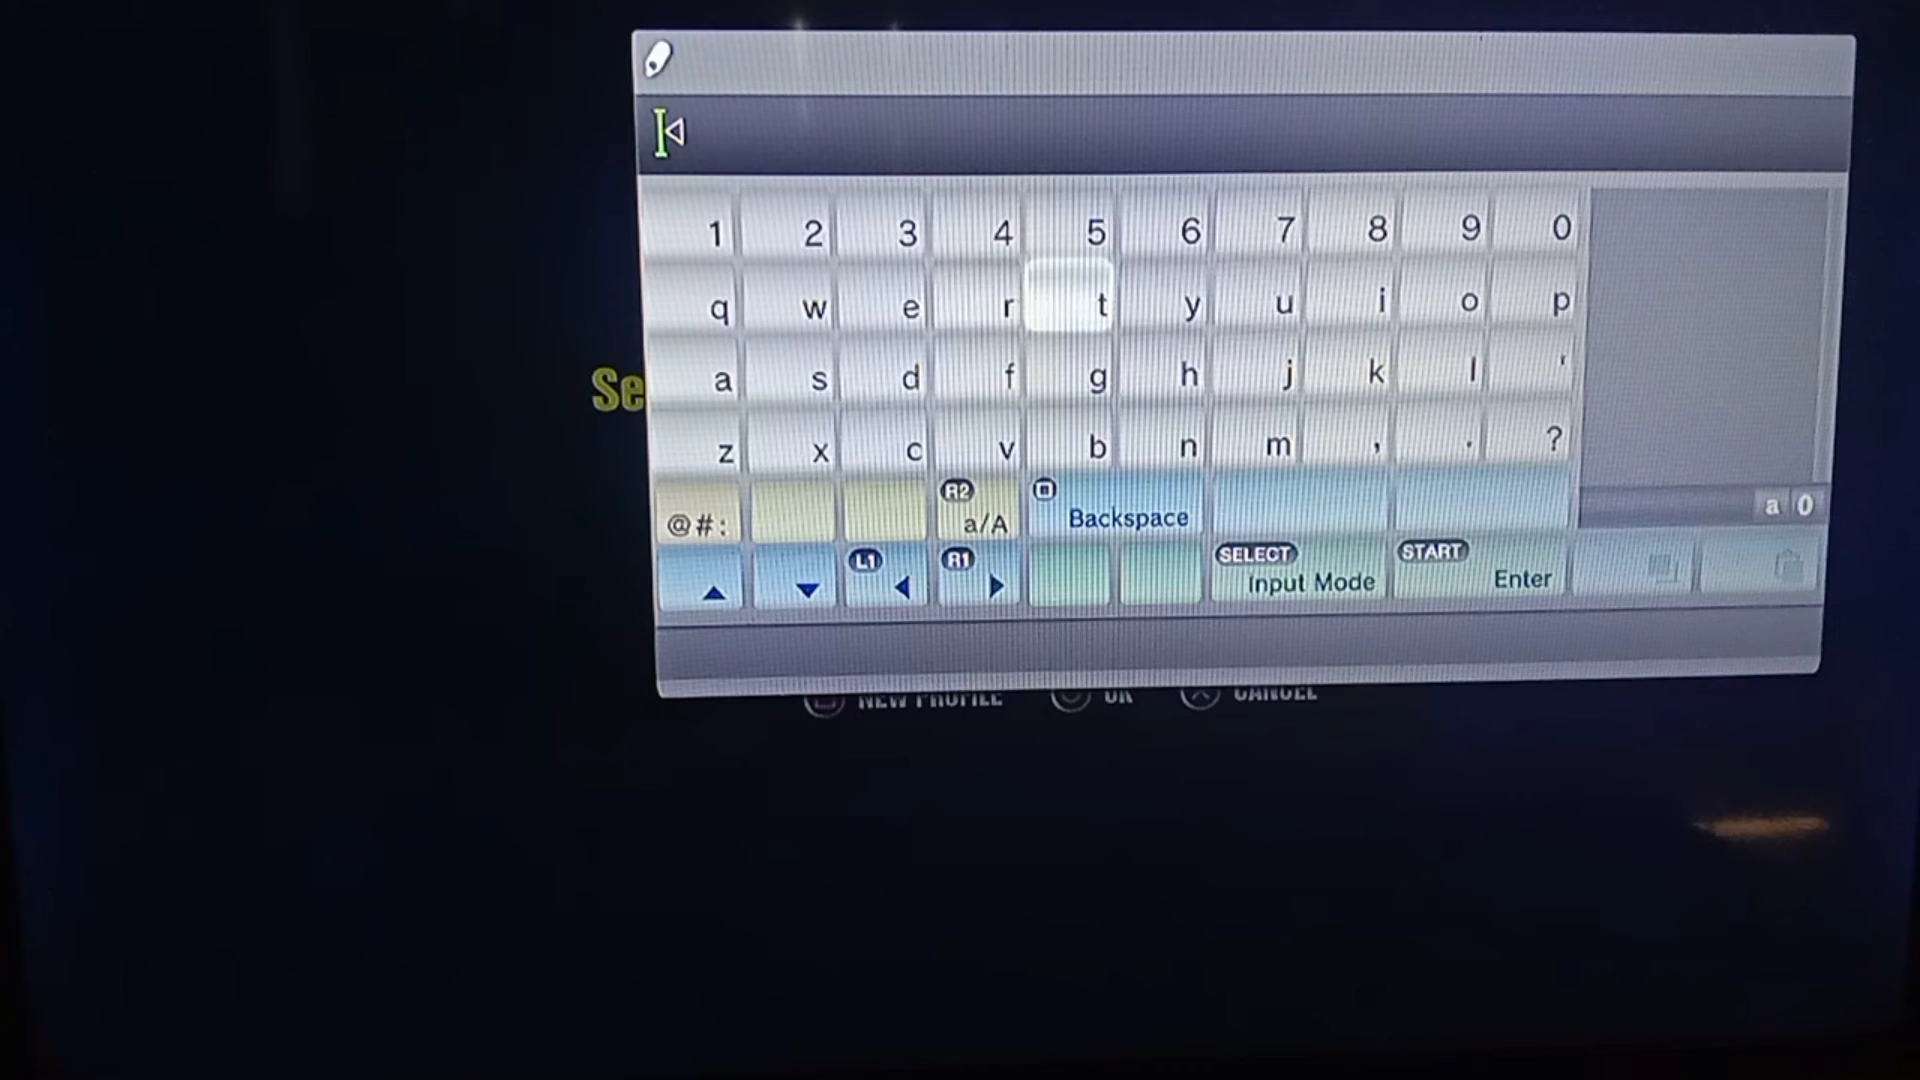 1 2 3 4 5 6 7 8 9 0
q w e r t y u i o p
a s d f g h j k l '
z x c v b n m , . ?
@#: R2 a/A Backspace
a 0
L1 R1 SELECT Input Mode START Enter
Se
NEW PROFILE OK CANCEL